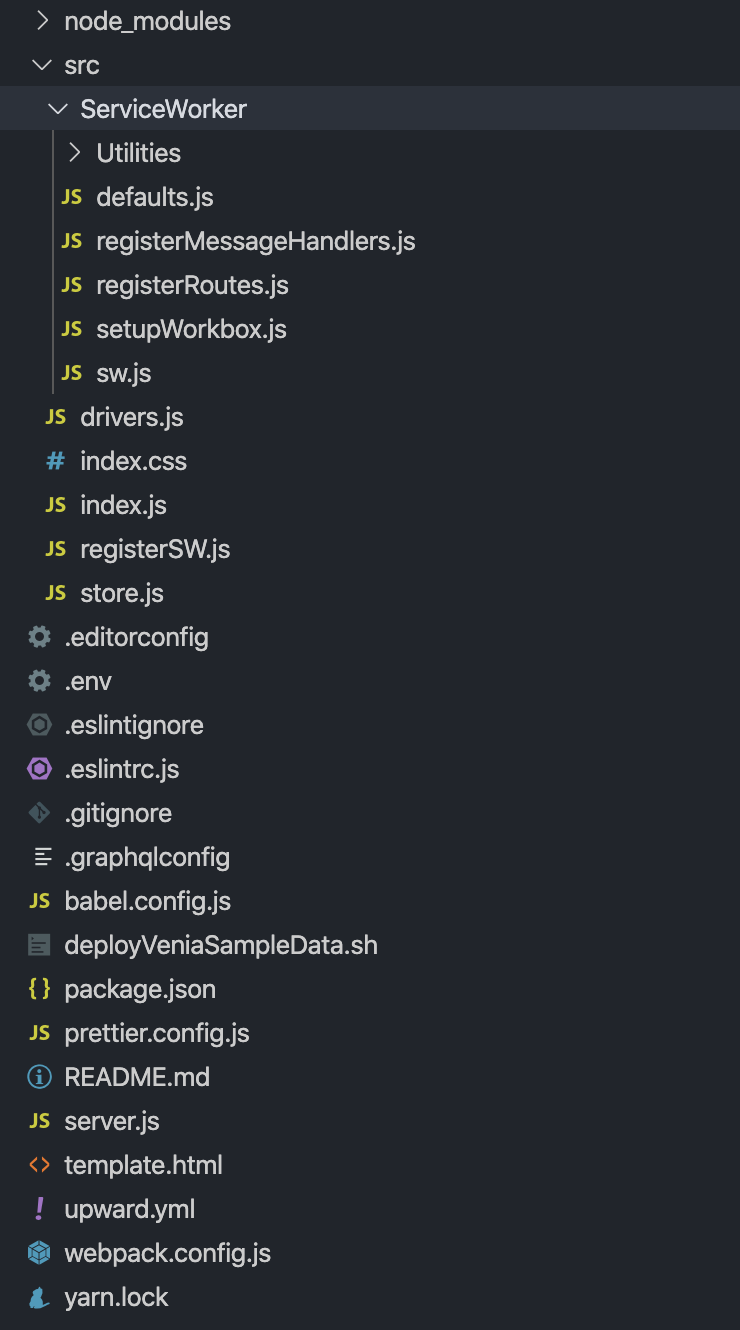 node_modules
src
ServiceWorker
Utilities
JS defaults.js
JS registerMessageHandlers.js
JS registerRoutes.js
JS setupWorkbox.js
JS sw.js
JS drivers.js
# index.css
JS index.js
JS registerSW.js
JS store.js
.editorconfig
.env
.eslintignore
.eslintrc.js
.gitignore
.graphqlconfig
JS babel.config.js
deployVeniaSampleData.sh
{} package.json
JS prettier.config.js
README.md
JS server.js
<> template.html
! upward.yml
webpack.config.js
yarn.lock